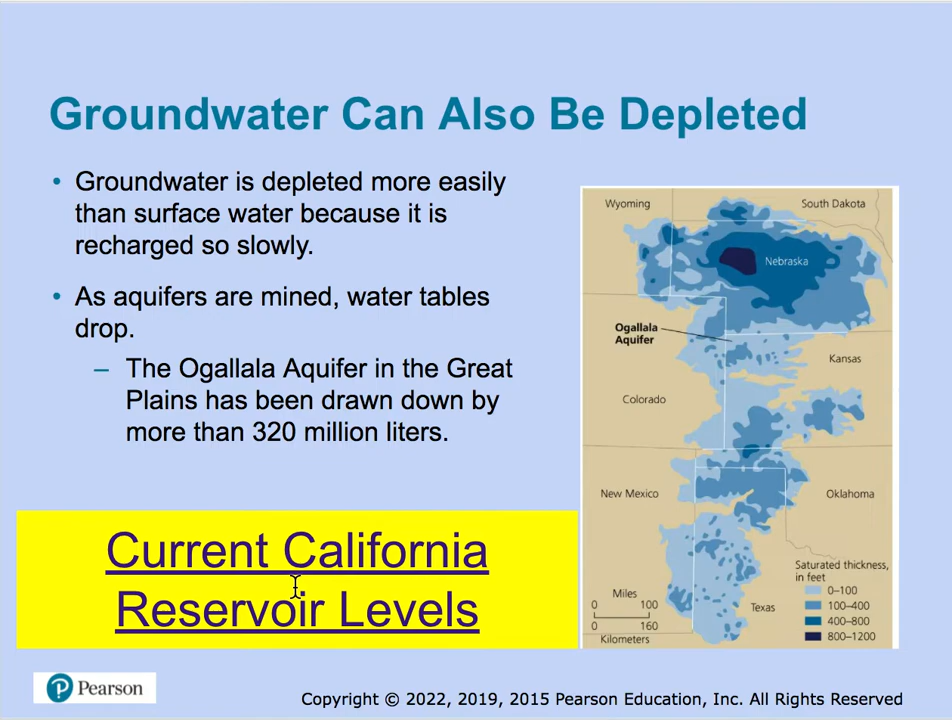 Groundwater Can Also Be Depleted
• Groundwater is depleted more easily
than surface water because it is
recharged so slowly.
• As aquifers are mined, water tables
drop.
– The Ogallala Aquifer in the Great
Plains has been drawn down by
more than 320 million liters.
Current California
Reservoir Levels
Wyoming
South Dakota
Nebraska
Ogallala
Aquifer
Kansas
Colorado
New Mexico
Oklahoma
Texas
Miles
0 100
0 160
Kilometers
Saturated thickness,
in feet
0–100
100–400
400–800
800–1200
Pearson
Copyright © 2022, 2019, 2015 Pearson Education, Inc. All Rights Reserved